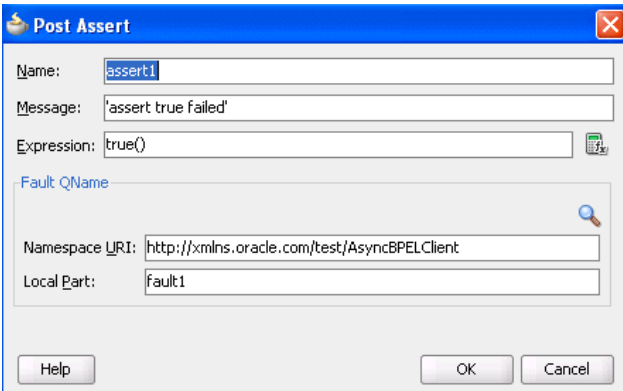 Post Assert
Name: assert1
Message: 'assert true failed'
Expression: true()
Fault QName
Namespace URI: http://xmlns.oracle.com/test/AsyncBPELClient
Local Part: fault1
Help OK Cancel